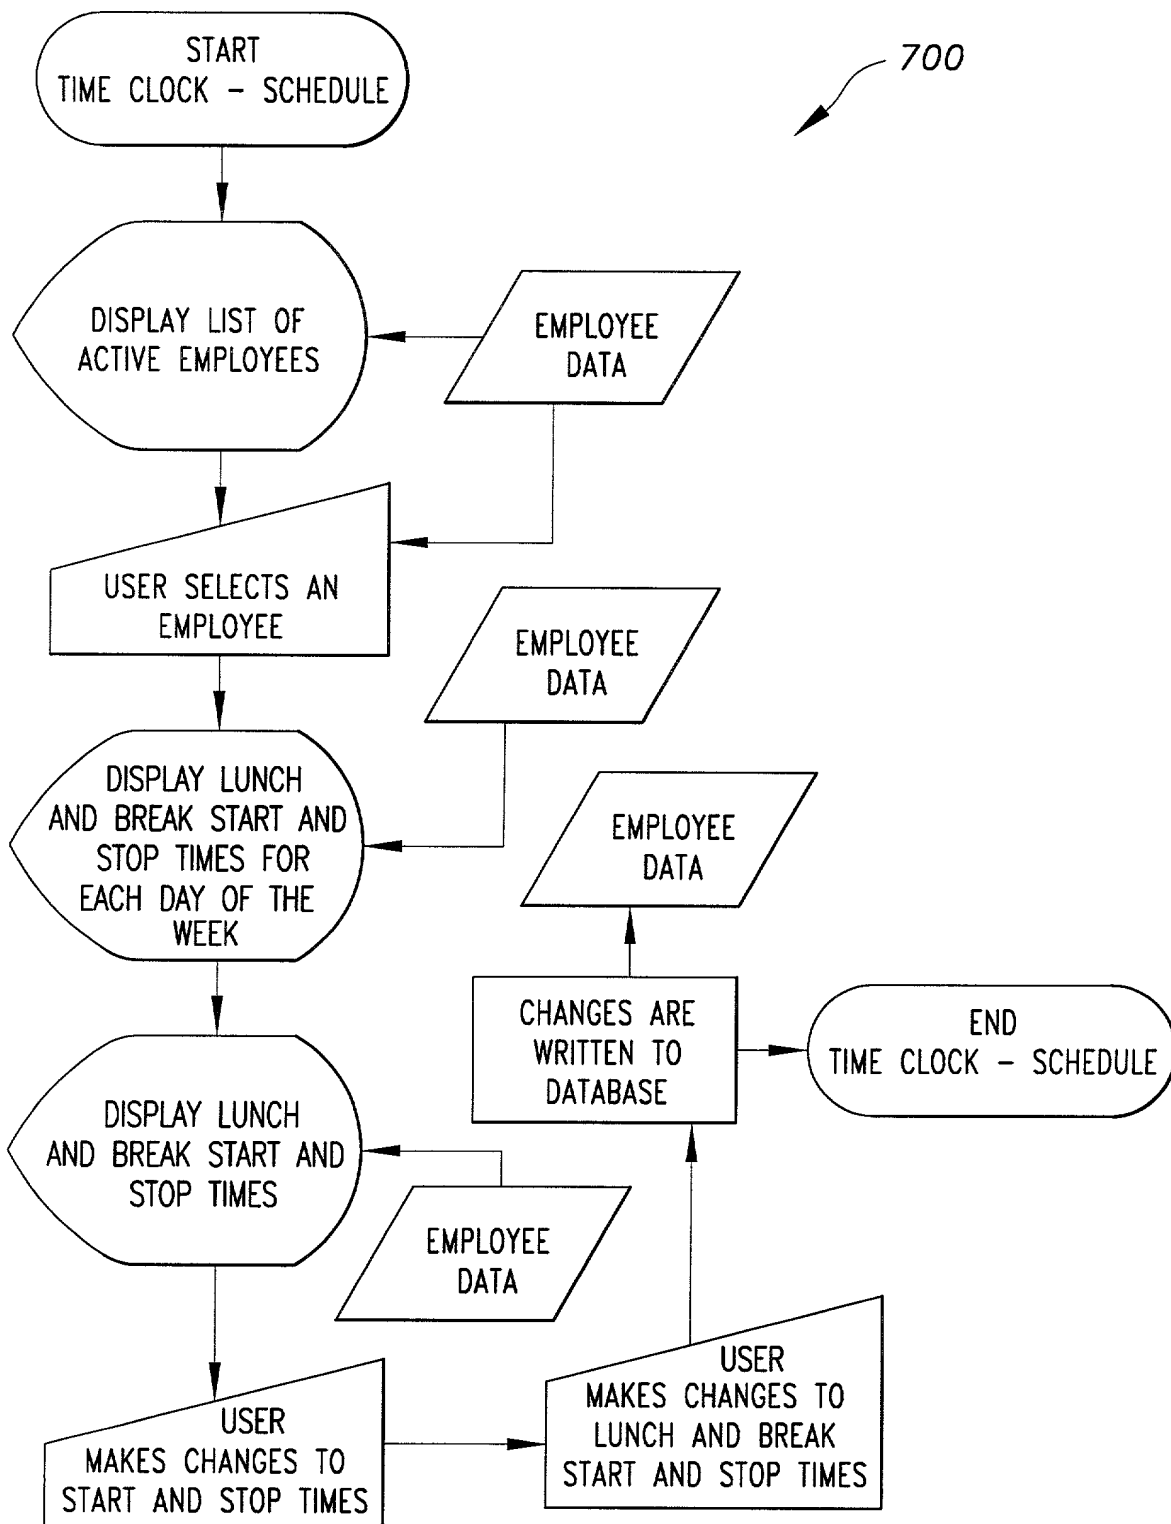 START
TIME CLOCK – SCHEDULE
700
DISPLAY LIST OF
ACTIVE EMPLOYEES
EMPLOYEE
DATA
USER SELECTS AN
EMPLOYEE
EMPLOYEE
DATA
DISPLAY LUNCH
AND BREAK START AND
STOP TIMES FOR
EACH DAY OF THE
WEEK
EMPLOYEE
DATA
CHANGES ARE
WRITTEN TO
DATABASE
END
TIME CLOCK – SCHEDULE
DISPLAY LUNCH
AND BREAK START AND
STOP TIMES
EMPLOYEE
DATA
USER
MAKES CHANGES TO
START AND STOP TIMES
USER
MAKES CHANGES TO
LUNCH AND BREAK
START AND STOP TIMES